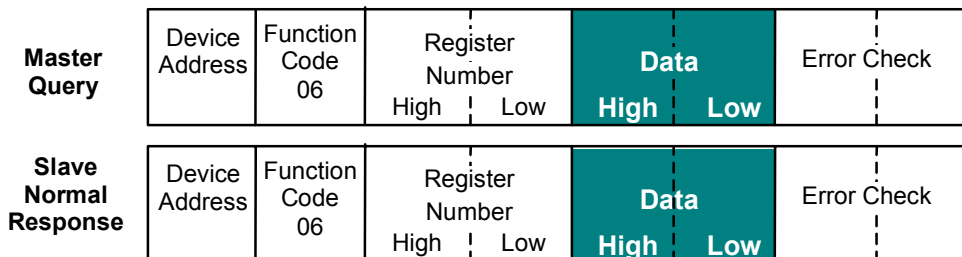 Master
Query
Device
Address
Function
Code
06
Register
Number
High Low
Data
High Low
Error Check
Slave
Normal
Response
Device
Address
Function
Code
06
Register
Number
High Low
Data
High Low
Error Check